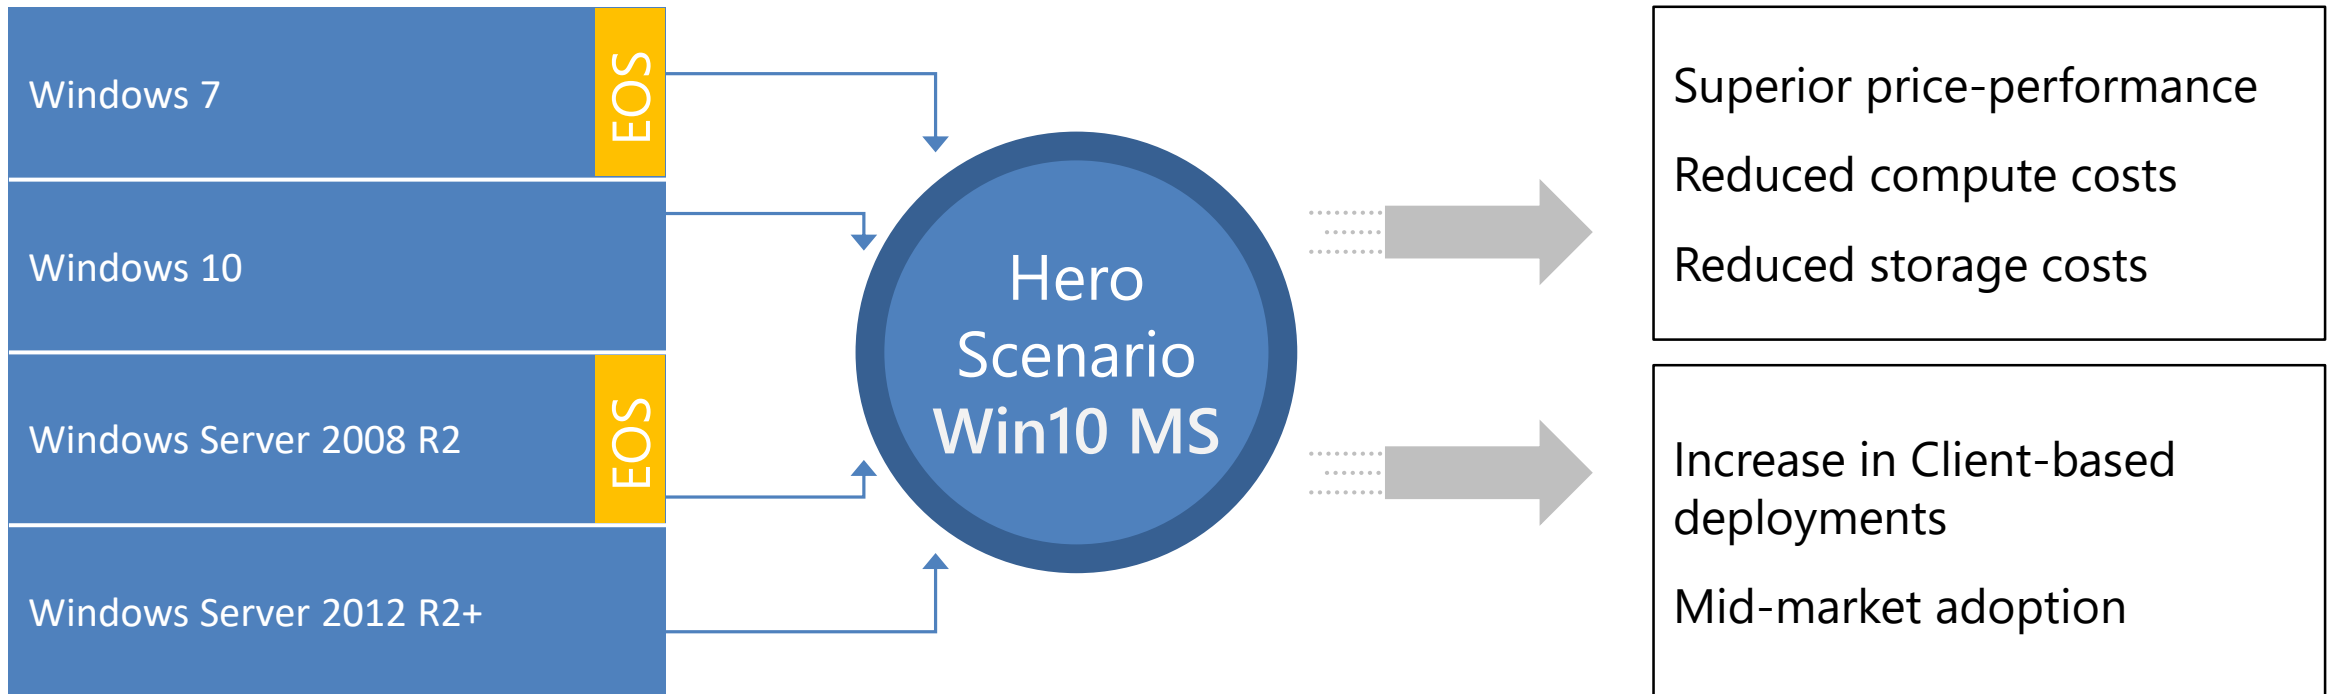 Windows 7
EOS
Windows 10
Windows Server 2008 R2
EOS
Windows Server 2012 R2+
Hero
Scenario
Win10 MS
Superior price-performance
Reduced compute costs
Reduced storage costs
Increase in Client-based
deployments
Mid-market adoption